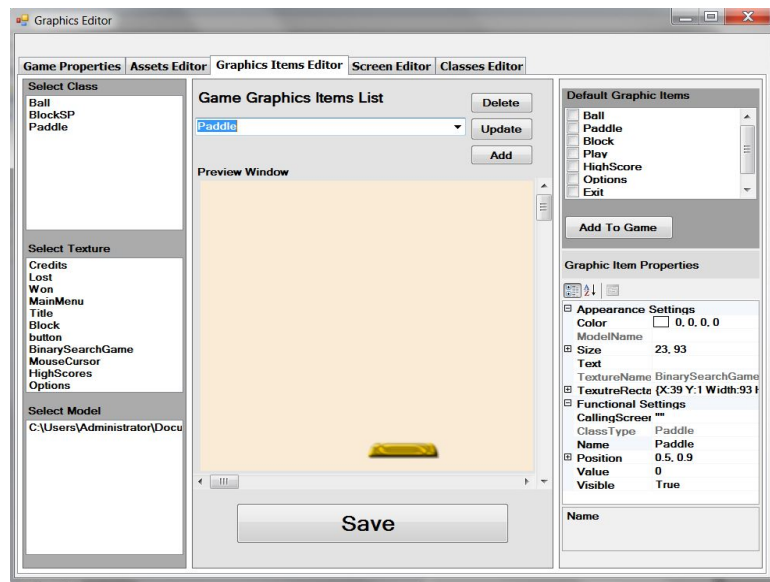 Graphics Editor
Game Properties Assets Editor Graphics Items Editor Screen Editor Classes Editor
Select Class
Ball
BlockSP
Paddle
Select Texture
Credits
Lost
Won
MainMenu
Title
Block
button
BinarySearchGame
MouseCursor
HighScores
Options
Select Model
C:\Users\Administrator\Docu
Game Graphics Items List
Delete
Paddle
Update
Add
Preview Window
Save
Default Graphic Items
Ball
Paddle
Block
Play
HighScore
Options
Exit
Add To Game
Graphic Item Properties
Appearance Settings
Color 0, 0, 0, 0
ModelName
Size 23, 93
Text
TextureName BinarySearchGame
TexutreRecta {X:39 Y:1 Width:93 H
Functional Settings
CallingScreer ""
ClassType Paddle
Name Paddle
Position 0.5, 0.9
Value 0
Visible True
Name